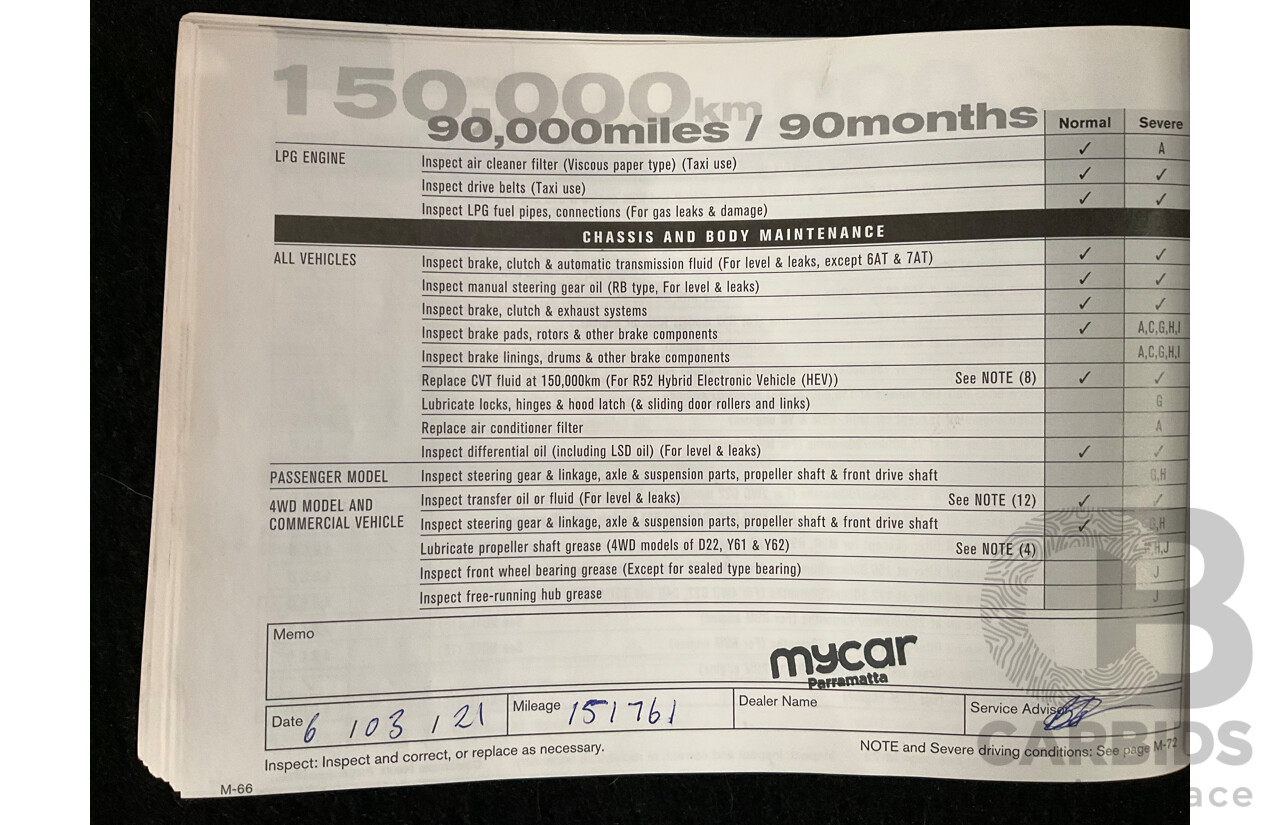 150,000km
90,000miles / 90months
Normal Severe
LPG ENGINE Inspect air cleaner filter (Viscous paper type) (Taxi use) ✓ A
Inspect drive belts (Taxi use) ✓ ✓
Inspect LPG fuel pipes, connections (For gas leaks & damage) ✓ ✓
CHASSIS AND BODY MAINTENANCE
ALL VEHICLES Inspect brake, clutch & automatic transmission fluid (For level & leaks, except 6AT & 7AT) ✓ ✓
Inspect manual steering gear oil (RB type, For level & leaks) ✓ ✓
Inspect brake, clutch & exhaust systems ✓ ✓
Inspect brake pads, rotors & other brake components ✓ A,C,G,H,I
Inspect brake linings, drums & other brake components A,C,G,H,I
Replace CVT fluid at 150,000km (For R52 Hybrid Electronic Vehicle (HEV)) See NOTE (8) ✓ ✓
Lubricate locks, hinges & hood latch (& sliding door rollers and links) G
Replace air conditioner filter A
Inspect differential oil (including LSD oil) (For level & leaks) ✓ ✓
PASSENGER MODEL Inspect steering gear & linkage, axle & suspension parts, propeller shaft & front drive shaft G,H
4WD MODEL AND
COMMERCIAL VEHICLE
Inspect transfer oil or fluid (For level & leaks) See NOTE (12) ✓ ✓
Inspect steering gear & linkage, axle & suspension parts, propeller shaft & front drive shaft ✓ G,H
Lubricate propeller shaft grease (4WD models of D22, Y61 & Y62) See NOTE (4) H,J
Inspect front wheel bearing grease (Except for sealed type bearing) J
Inspect free-running hub grease J
Memo
mycar
Parramatta
Date 6 / 03 / 21 Mileage 151761 Dealer Name Service Advisor
Inspect: Inspect and correct, or replace as necessary. NOTE and Severe driving conditions: See page M-72
M-66
CB
CARBIDS